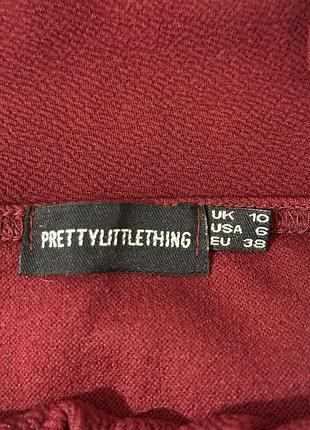 PRETTYLITTLETHING
UK 10
USA 6
EU 38